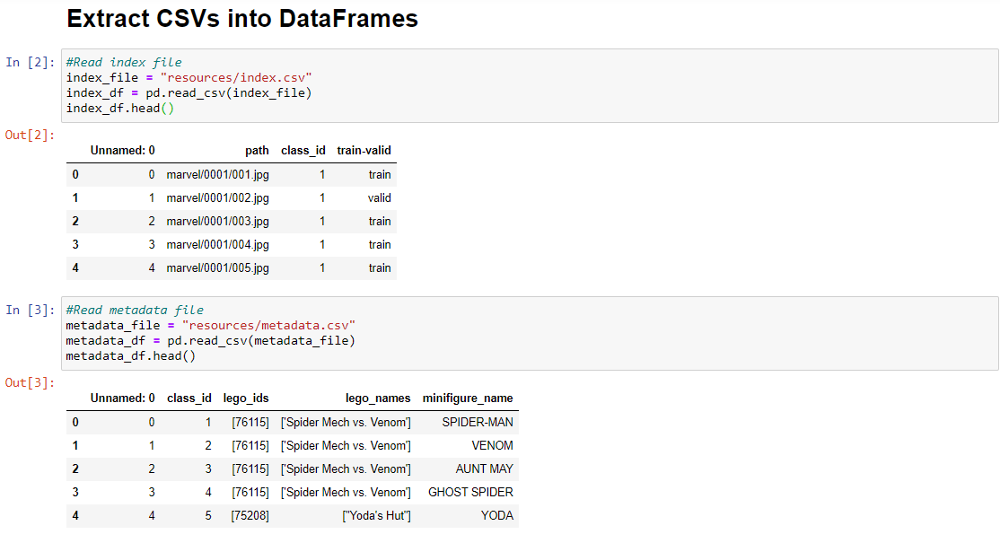 Extract CSVs into DataFrames
In [2]: #Read index file
index_file = "resources/index.csv"
index_df = pd.read_csv(index_file)
index_df.head()
Out[2]:
Unnamed: 0 path class_id train-valid
0 0 marvel/0001/001.jpg 1 train
1 1 marvel/0001/002.jpg 1 valid
2 2 marvel/0001/003.jpg 1 train
3 3 marvel/0001/004.jpg 1 train
4 4 marvel/0001/005.jpg 1 train
In [3]: #Read metadata file
metadata_file = "resources/metadata.csv"
metadata_df = pd.read_csv(metadata_file)
metadata_df.head()
Out[3]:
Unnamed: 0 class_id lego_ids lego_names minifigure_name
0 0 1 [76115] ['Spider Mech vs. Venom'] SPIDER-MAN
1 1 2 [76115] ['Spider Mech vs. Venom'] VENOM
2 2 3 [76115] ['Spider Mech vs. Venom'] AUNT MAY
3 3 4 [76115] ['Spider Mech vs. Venom'] GHOST SPIDER
4 4 5 [75208] ["Yoda's Hut"] YODA